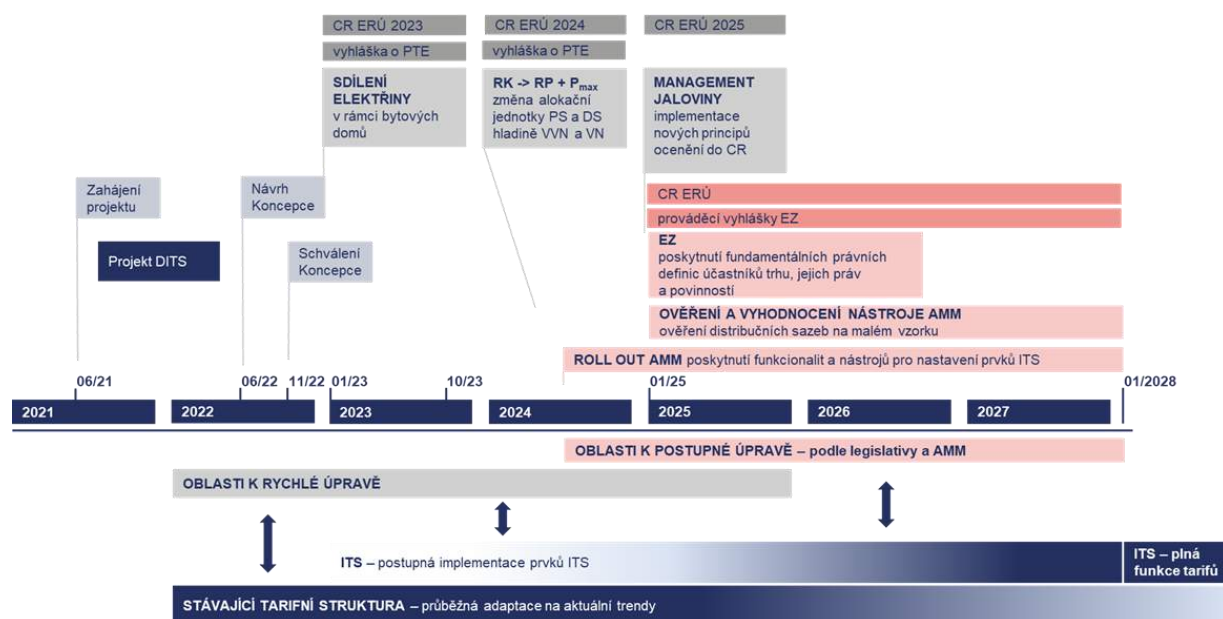 CR ERÚ 2023
vyhláška o PTE
SDÍLENÍ
ELEKTŘINY
v rámci bytových
domů
CR ERÚ 2024
vyhláška o PTE
RK -> RP + Pmax
změna alokační
jednotky PS a DS
hladině VVN a VN
CR ERÚ 2025
MANAGEMENT
JALOVINY
implementace
nových principů
ocenění do CR
Zahájení
projektu
Návrh
Koncepce
Projekt DITS
Schválení
Koncepce
CR ERÚ
prováděcí vyhlášky EZ
EZ
poskytnutí fundamentálních právních
definic účastníků trhu, jejich práv
a povinností
OVĚŘENÍ A VYHODNOCENÍ NÁSTROJE AMM
ověření distribučních sazeb na malém vzorku
ROLL OUT AMM poskytnutí funkcionalit a nástrojů pro nastavení prvků ITS
06/21
06/22
11/22
01/23
10/23
01/25
01/2028
2021
2022
2023
2024
2025
2026
2027
OBLASTI K POSTUPNÉ ÚPRAVĚ – podle legislativy a AMM
OBLASTI K RYCHLÉ ÚPRAVĚ
ITS – postupná implementace prvků ITS
ITS – plná
funkce tarifů
STÁVAJÍCÍ TARIFNÍ STRUKTURA – průběžná adaptace na aktuální trendy